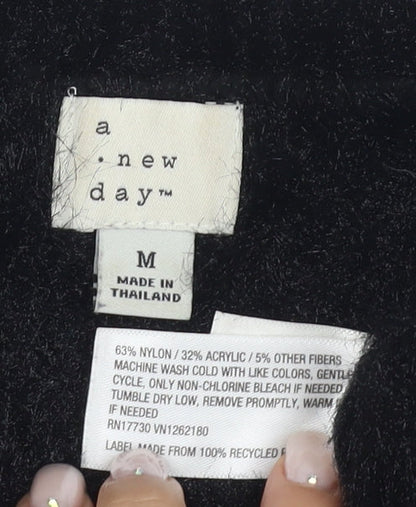 a
· new
day™
M
MADE IN
THAILAND
63% NYLON / 32% ACRYLIC / 5% OTHER FIBERS
MACHINE WASH COLD WITH LIKE COLORS, GENTLE
CYCLE, ONLY NON-CHLORINE BLEACH IF NEEDED
TUMBLE DRY LOW, REMOVE PROMPTLY, WARM
IF NEEDED
RN17730 VN1262180
LABEL MADE FROM 100% RECYCLED